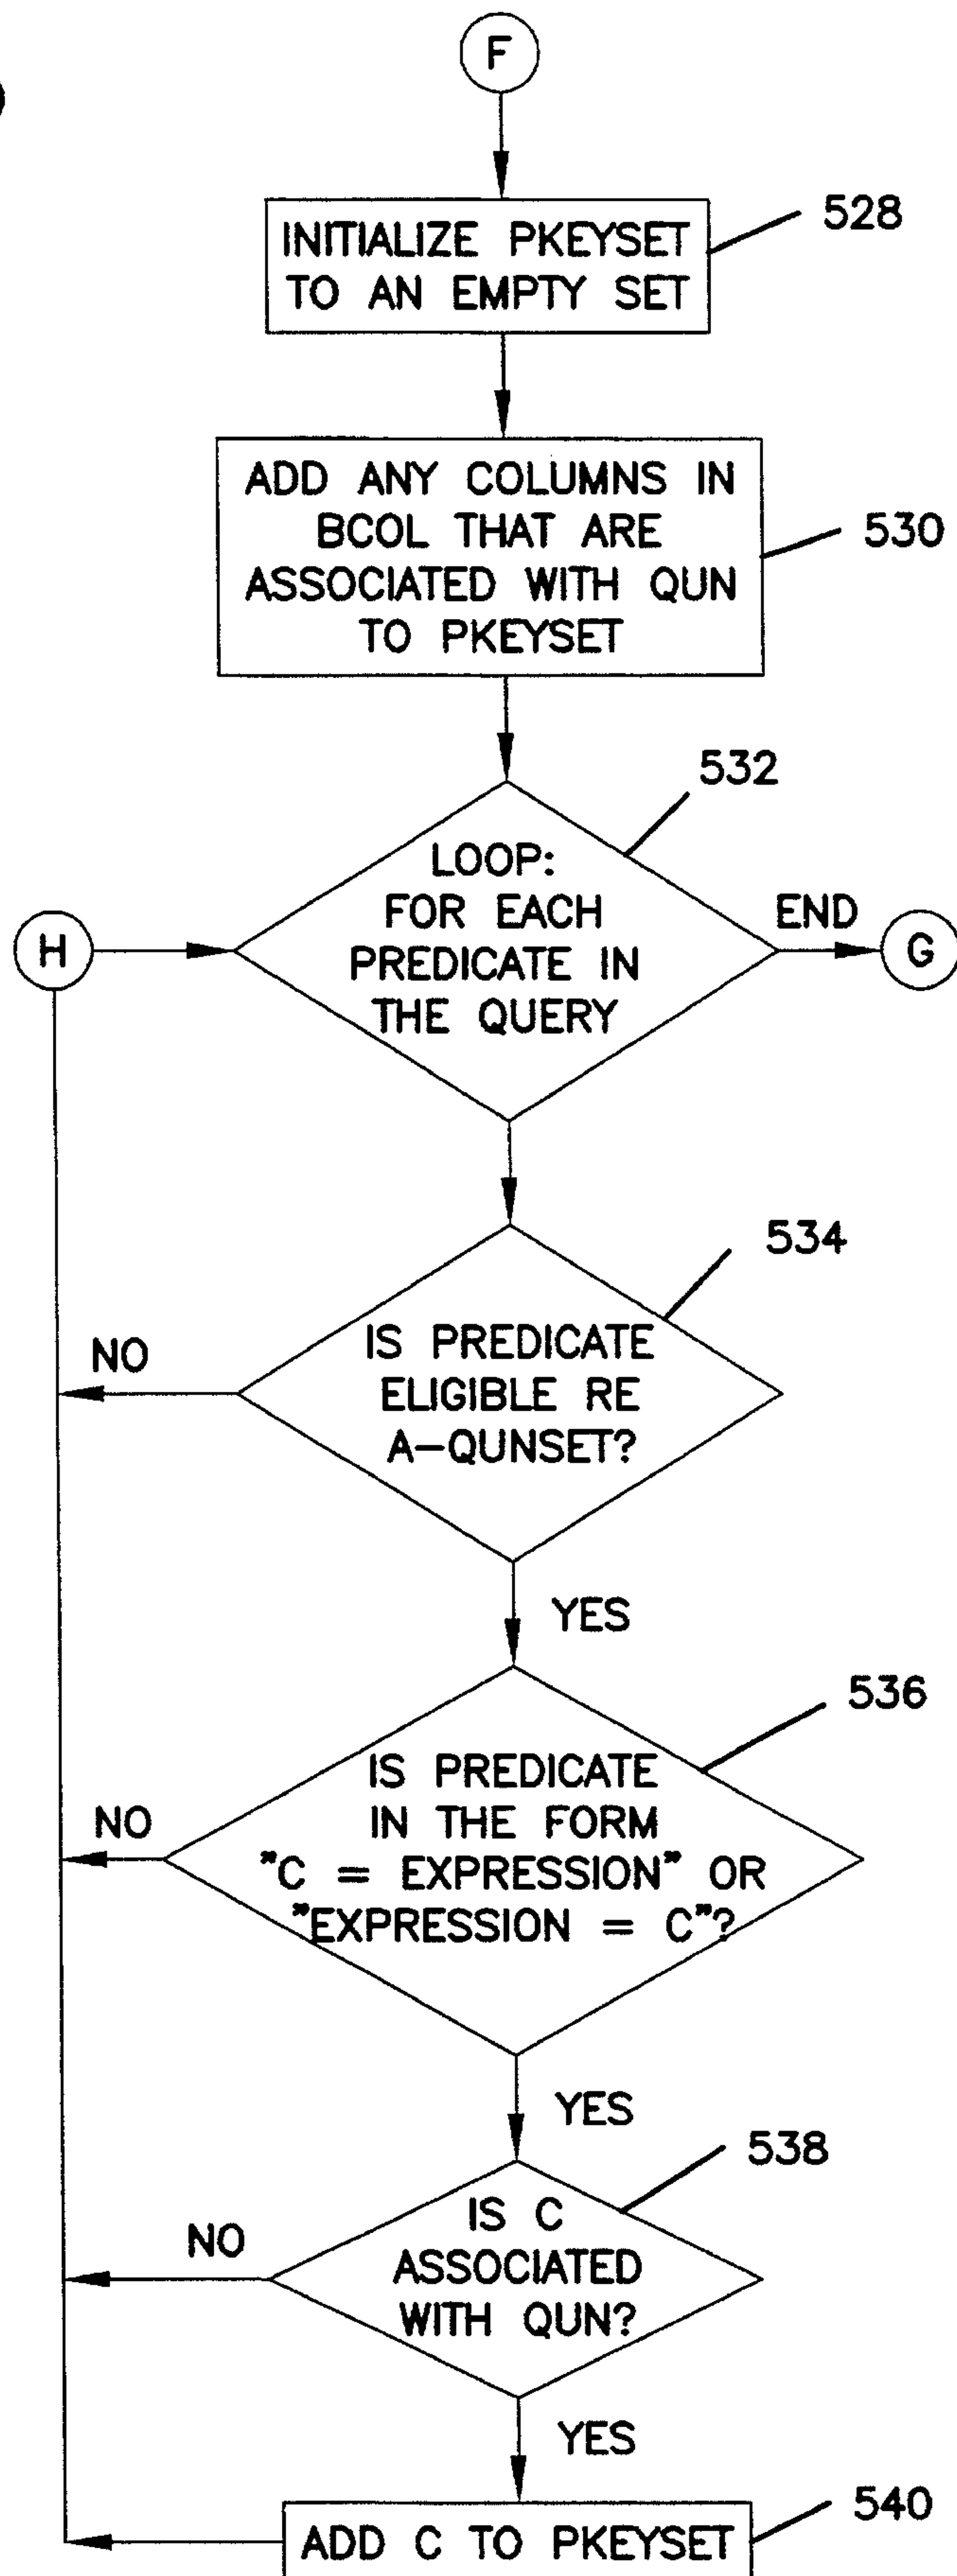 F
INITIALIZE PKEYSET
TO AN EMPTY SET
528
ADD ANY COLUMNS IN
BCOL THAT ARE
ASSOCIATED WITH QUN
TO PKEYSET
530
532
LOOP:
FOR EACH
PREDICATE IN
THE QUERY
H
END
G
534
IS PREDICATE
ELIGIBLE RE
A-QUNSET?
NO
YES
536
IS PREDICATE
IN THE FORM
"C = EXPRESSION" OR
"EXPRESSION = C"?
NO
YES
538
IS C
ASSOCIATED
WITH QUN?
NO
YES
540
ADD C TO PKEYSET